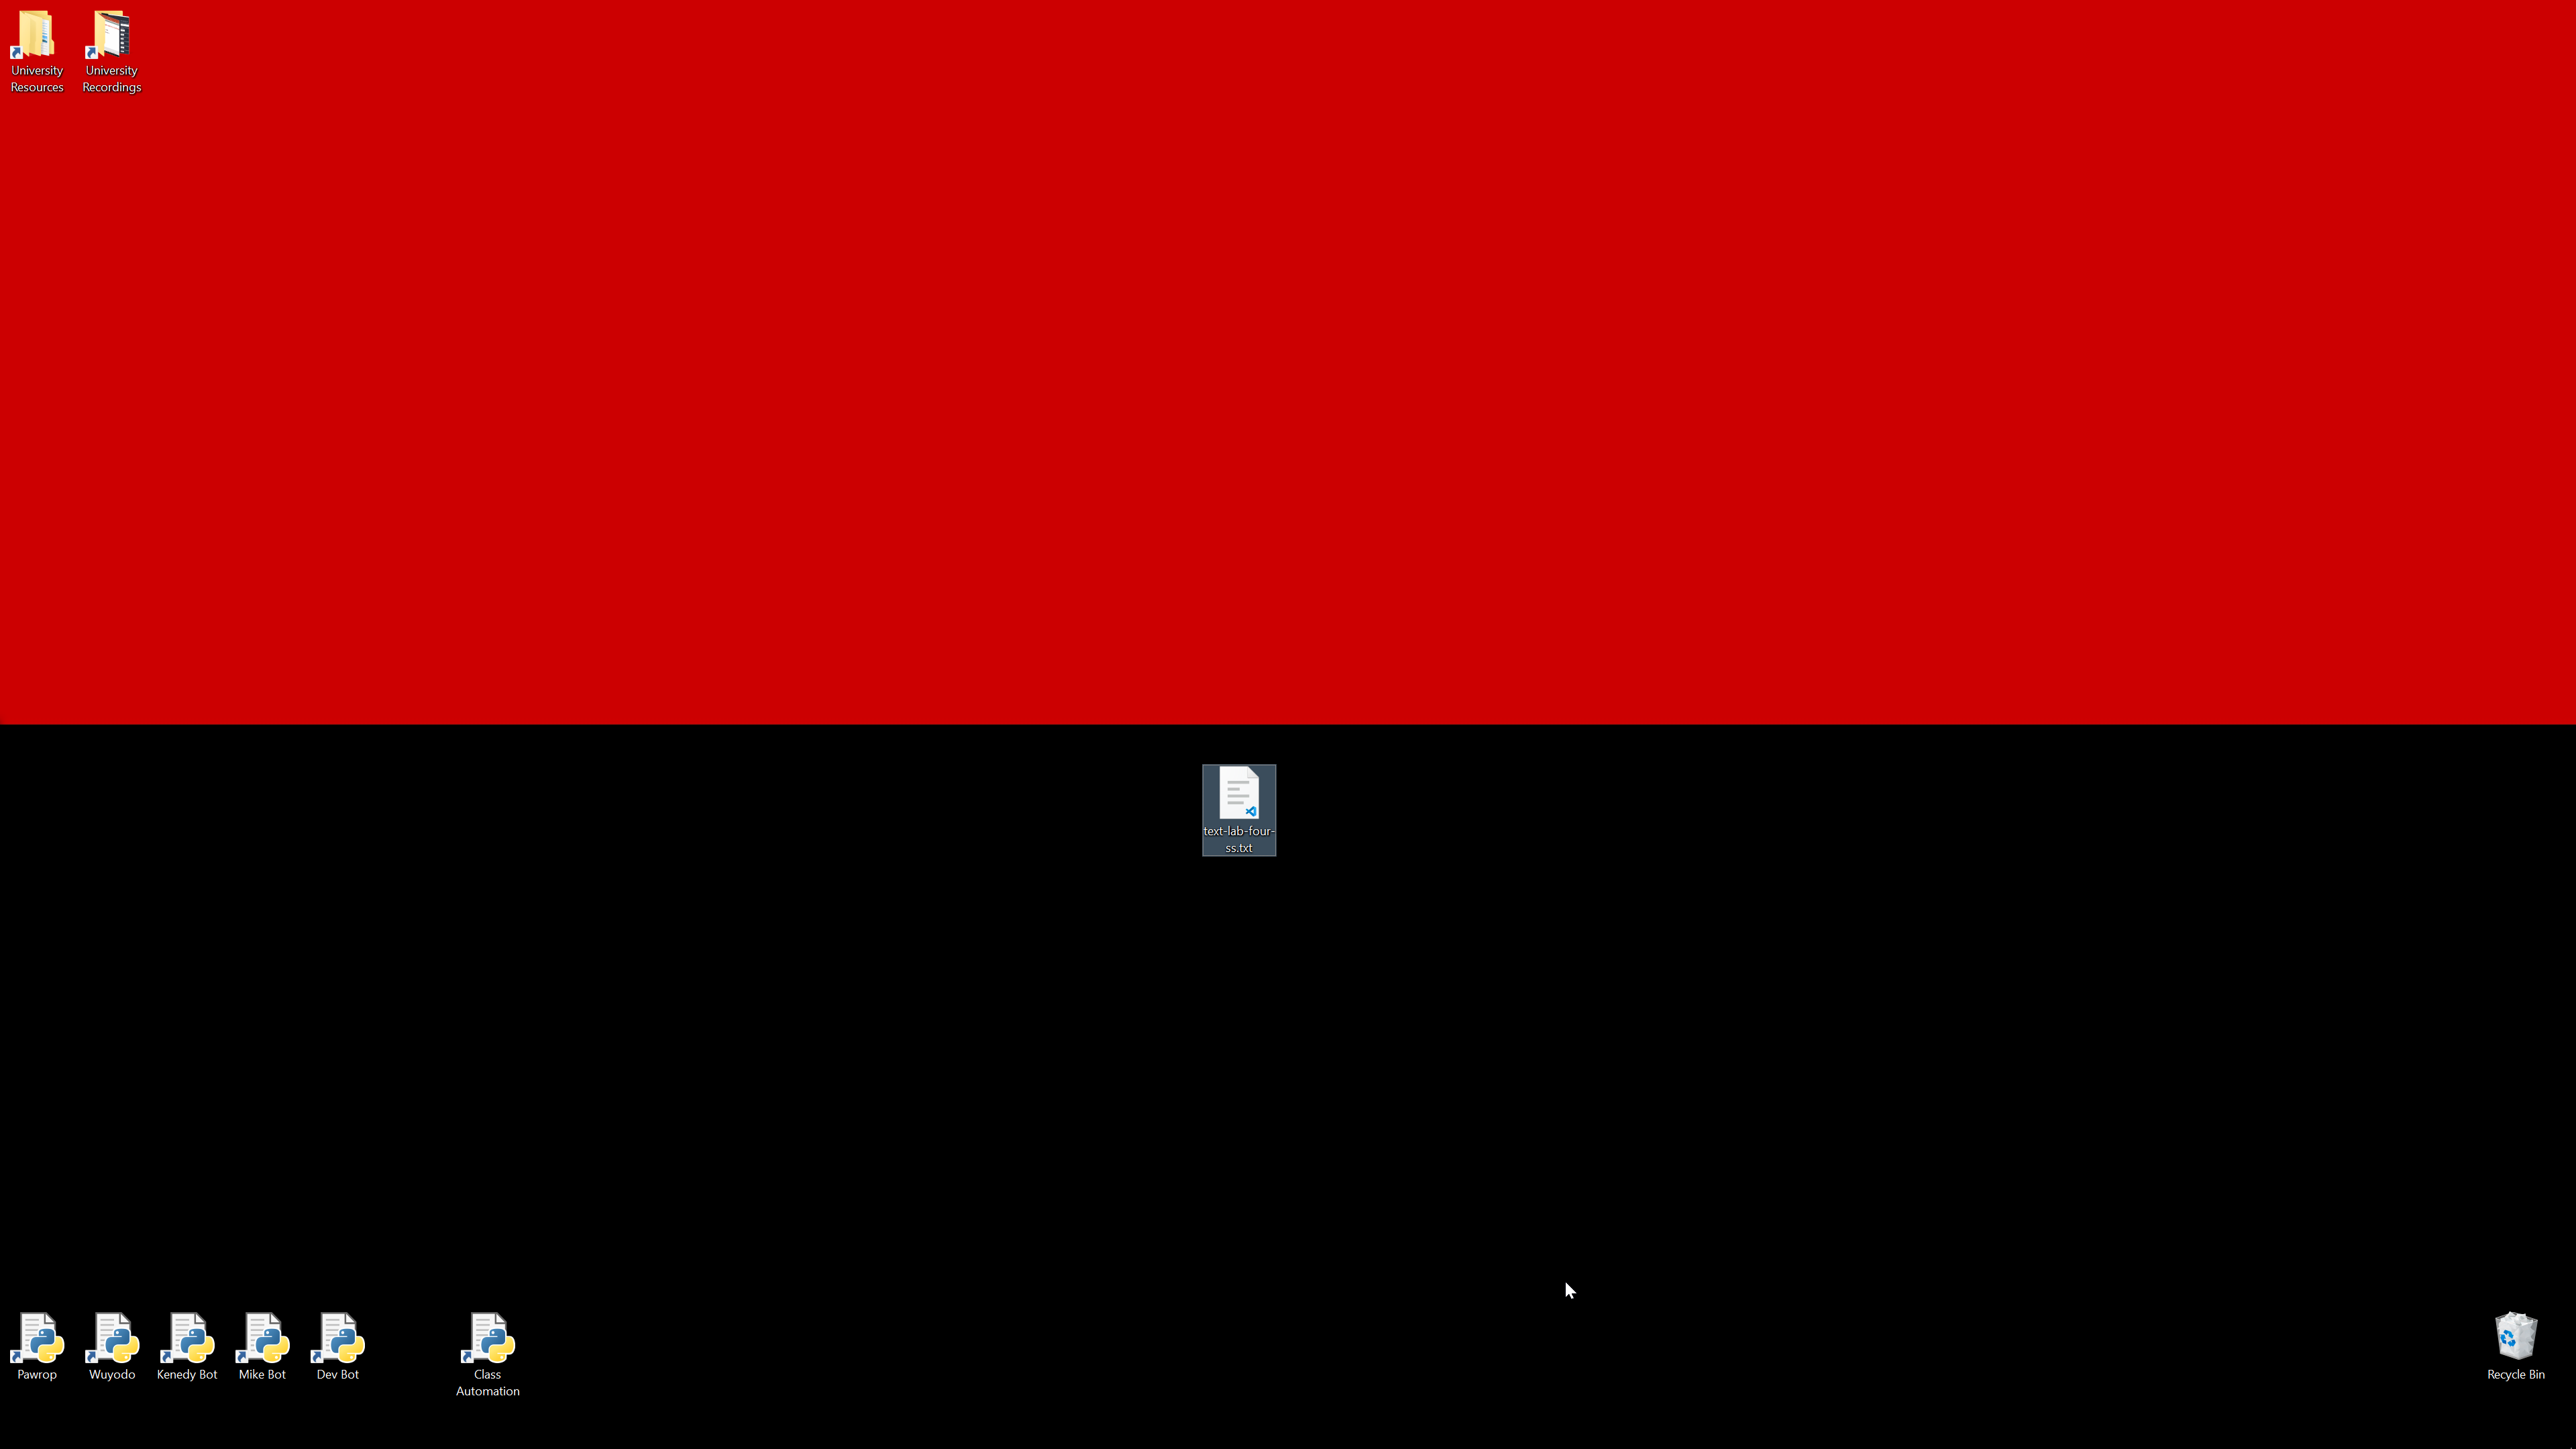 University
Resources
University
Recordings
text-lab-four-
ss.txt
Pawrop
Wuyodo
Kenedy Bot
Mike Bot
Dev Bot
Class
Automation
Recycle Bin